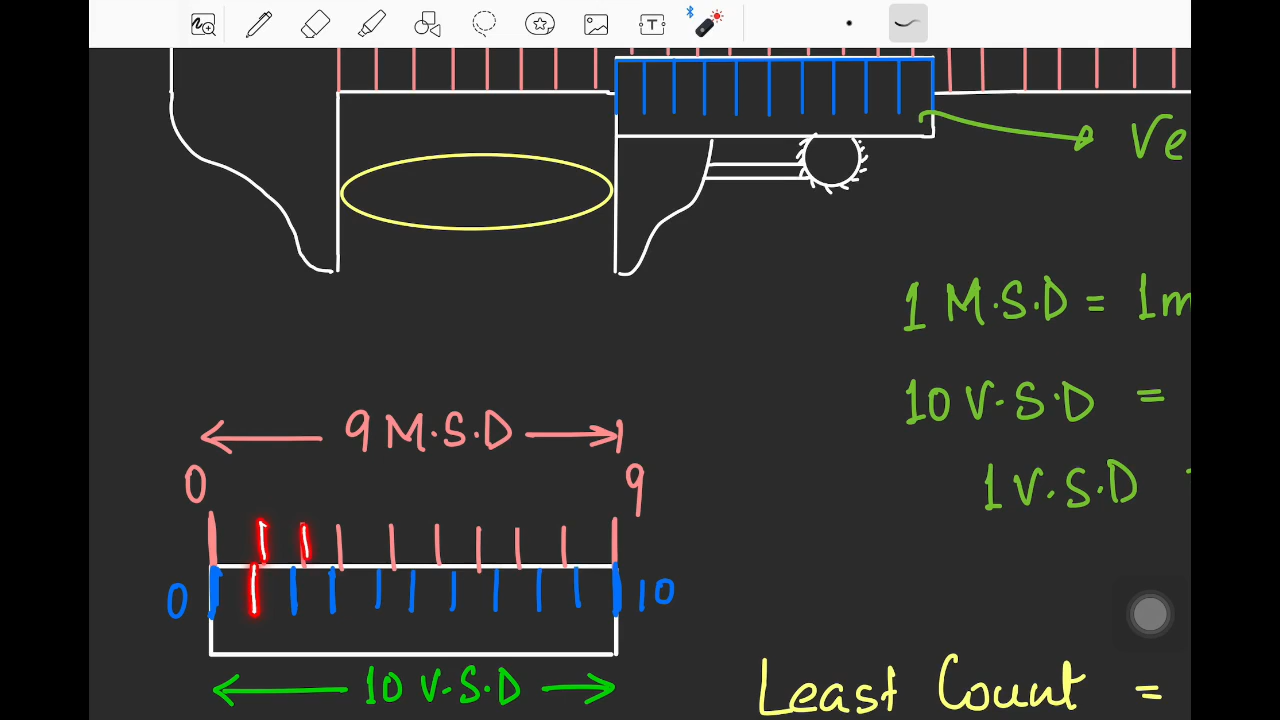 Ve
1 M.S.D = 1m
10 V.S.D =
1 V.S.D
9 M.S.D
0 9
0 10
10 V.S.D
Least Count =